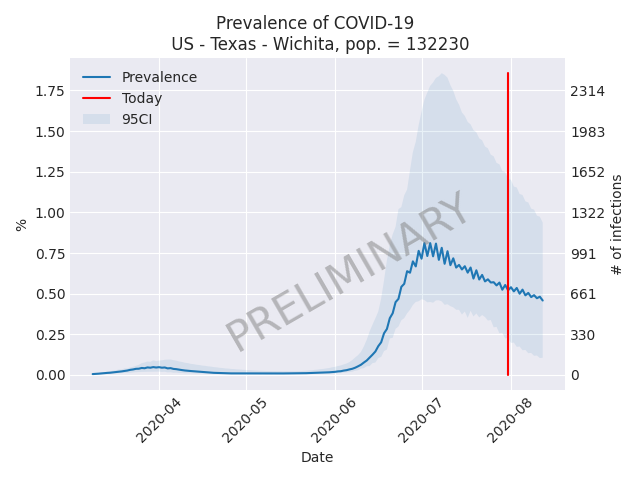 Prevalence of COVID-19
US - Texas - Wichita, pop. = 132230
Prevalence
Today
95CI
PRELIMINARY
%
1.75
1.50
1.25
1.00
0.75
0.50
0.25
0.00
2314
1983
1652
1322
991
661
330
0
# of infections
2020-04
2020-05
2020-06
2020-07
2020-08
Date